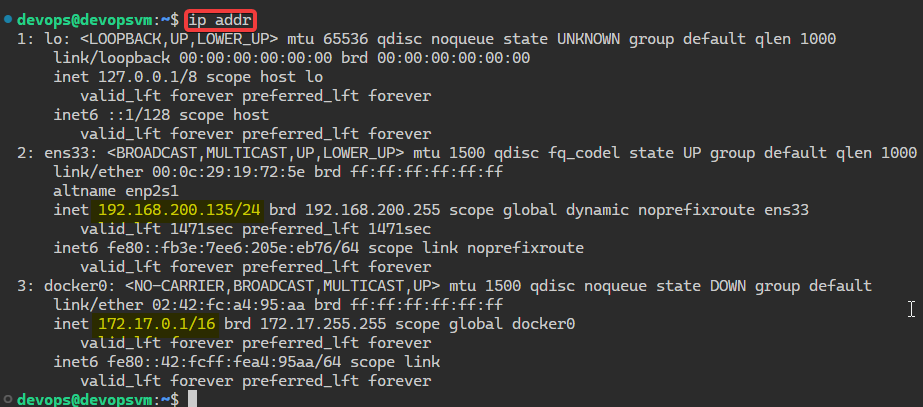 devops@devopsvm:~$ ip addr
1: lo: <LOOPBACK,UP,LOWER_UP> mtu 65536 qdisc noqueue state UNKNOWN group default qlen 1000
link/loopback 00:00:00:00:00:00 brd 00:00:00:00:00:00
inet 127.0.0.1/8 scope host lo
valid_lft forever preferred_lft forever
inet6 ::1/128 scope host
valid_lft forever preferred_lft forever
2: ens33: <BROADCAST,MULTICAST,UP,LOWER_UP> mtu 1500 qdisc fq_codel state UP group default qlen 1000
link/ether 00:0c:29:19:72:5e brd ff:ff:ff:ff:ff:ff
altname enp2s1
inet 192.168.200.135/24 brd 192.168.200.255 scope global dynamic noprefixroute ens33
valid_lft 1471sec preferred_lft 1471sec
inet6 fe80::fb3e:7ee6:205e:eb76/64 scope link noprefixroute
valid_lft forever preferred_lft forever
3: docker0: <NO-CARRIER,BROADCAST,MULTICAST,UP> mtu 1500 qdisc noqueue state DOWN group default
link/ether 02:42:fc:a4:95:aa brd ff:ff:ff:ff:ff:ff
inet 172.17.0.1/16 brd 172.17.255.255 scope global docker0
valid_lft forever preferred_lft forever
inet6 fe80::42:fcff:fea4:95aa/64 scope link
valid_lft forever preferred_lft forever
devops@devopsvm:~$